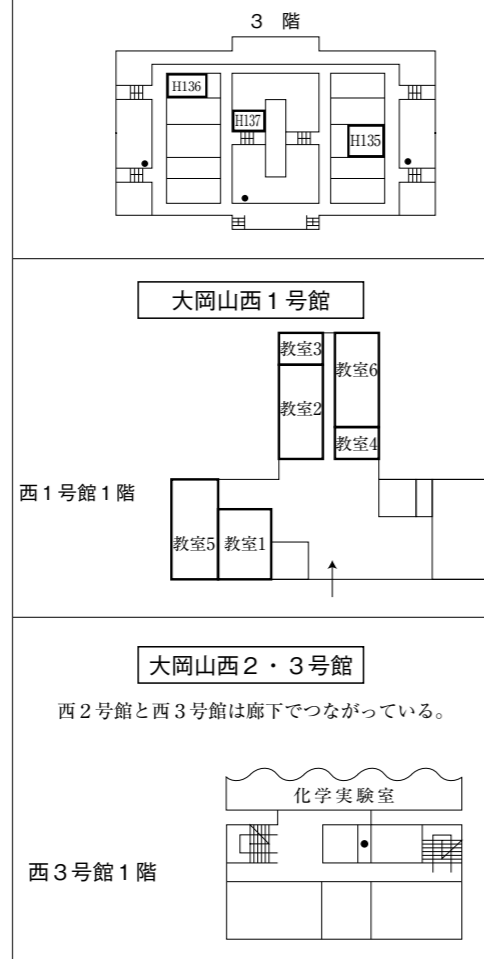 ３ 階
H136
H137
H135
大岡山西１号館
教室3
教室6
教室2
教室4
西１号館１階
教室5
教室1
大岡山西２・３号館
西２号館と西３号館は廊下でつながっている。
化学実験室
西３号館１階